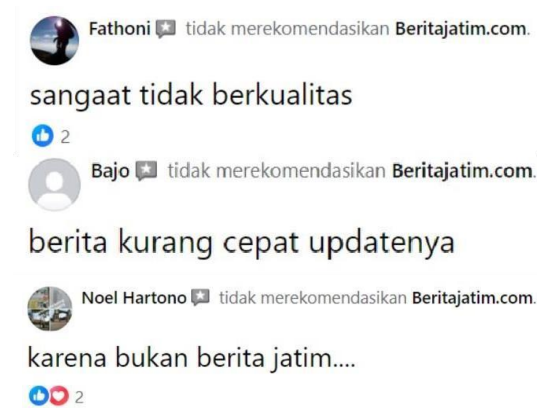 Fathoni tidak merekomendasikan Beritajatim.com.
sangaat tidak berkualitas
2
Bajo tidak merekomendasikan Beritajatim.com.
berita kurang cepat updatenya
Noel Hartono tidak merekomendasikan Beritajatim.com.
karena bukan berita jatim....
2